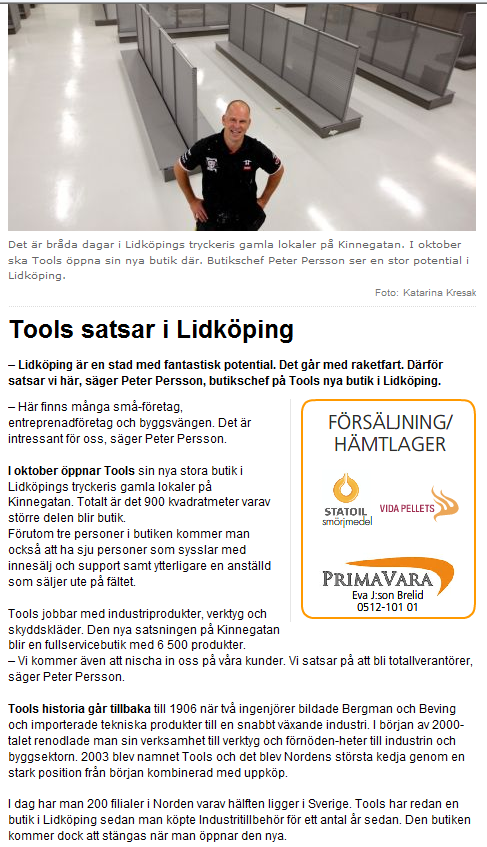 Det är bråda dagar i Lidköpings tryckeris gamla lokaler på Kinnegatan. I oktober
ska Tools öppna sin nya butik där. Butikschef Peter Persson ser en stor potential i
Lidköping.
Foto: Katarina Kresak
Tools satsar i Lidköping
– Lidköping är en stad med fantastisk potential. Det går med raketfart. Därför
satsar vi här, säger Peter Persson, butikschef på Tools nya butik i Lidköping.
– Här finns många små-företag,
entreprenadföretag och byggsvängen. Det är
intressant för oss, säger Peter Persson.
I oktober öppnar Tools sin nya stora butik i
Lidköpings tryckeris gamla lokaler på
Kinnegatan. Totalt är det 900 kvadratmeter varav
större delen blir butik.
Förutom tre personer i butiken kommer man
också att ha sju personer som sysslar med
innesälj och support samt ytterligare en anställd
som säljer ute på fältet.
Tools jobbar med industriprodukter, verktyg och
skyddskläder. Den nya satsningen på Kinnegatan
blir en fullservicebutik med 6 500 produkter.
– Vi kommer även att nischa in oss på våra kunder. Vi satsar på att bli totallverantörer,
säger Peter Persson.
Tools historia går tillbaka till 1906 när två ingenjörer bildade Bergman och Beving
och importerade tekniska produkter till en snabbt växande industri. I början av 2000-
talet renodlade man sin verksamhet till verktyg och förnöden-heter till industrin och
byggsektorn. 2003 blev namnet Tools och det blev Nordens största kedja genom en
stark position från början kombinerad med uppköp.
I dag har man 200 filialer i Norden varav hälften ligger i Sverige. Tools har redan en
butik i Lidköping sedan man köpte Industritillbehör för ett antal år sedan. Den butiken
kommer dock att stängas när man öppnar den nya.
FÖRSÄLJNING/
HÄMTLAGER
STATOIL
smörjmedel
VIDA PELLETS
PRIMAVARA
Eva J:son Brelid
0512-101 01